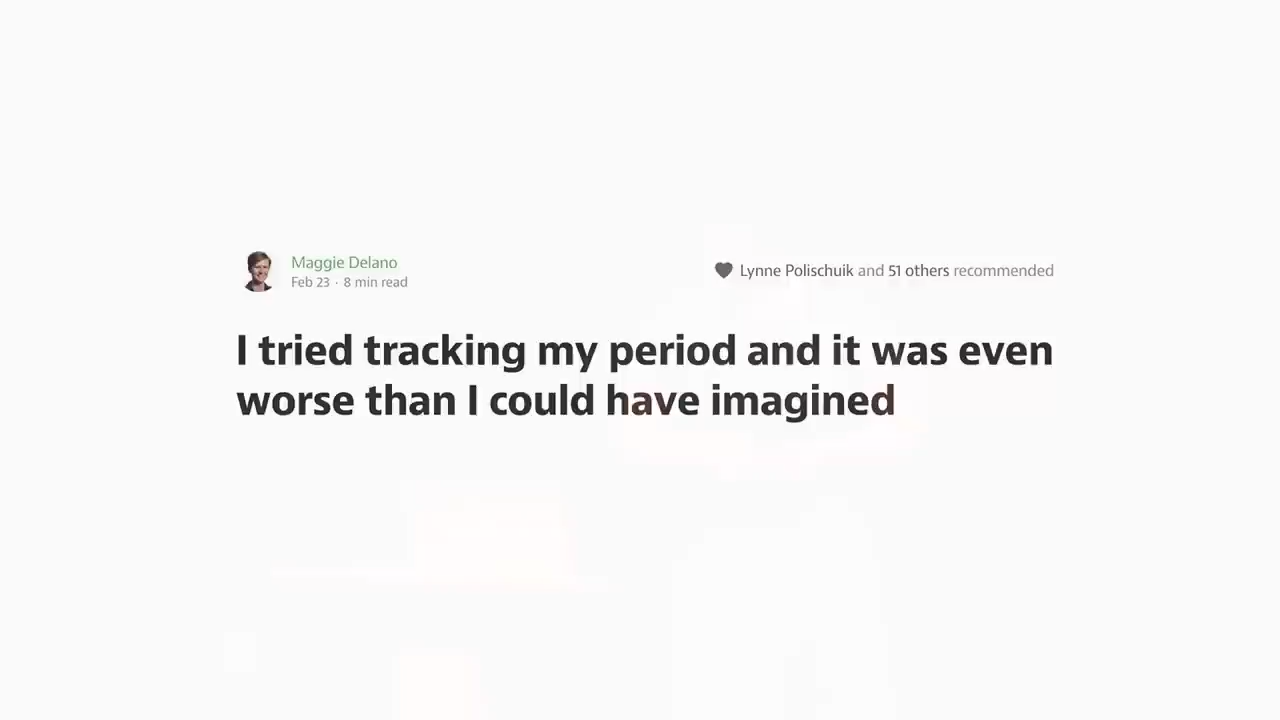 Maggie Delano
Feb 23 · 8 min read
Lynne Polischuik and 51 others recommended
I tried tracking my period and it was even
worse than I could have imagined